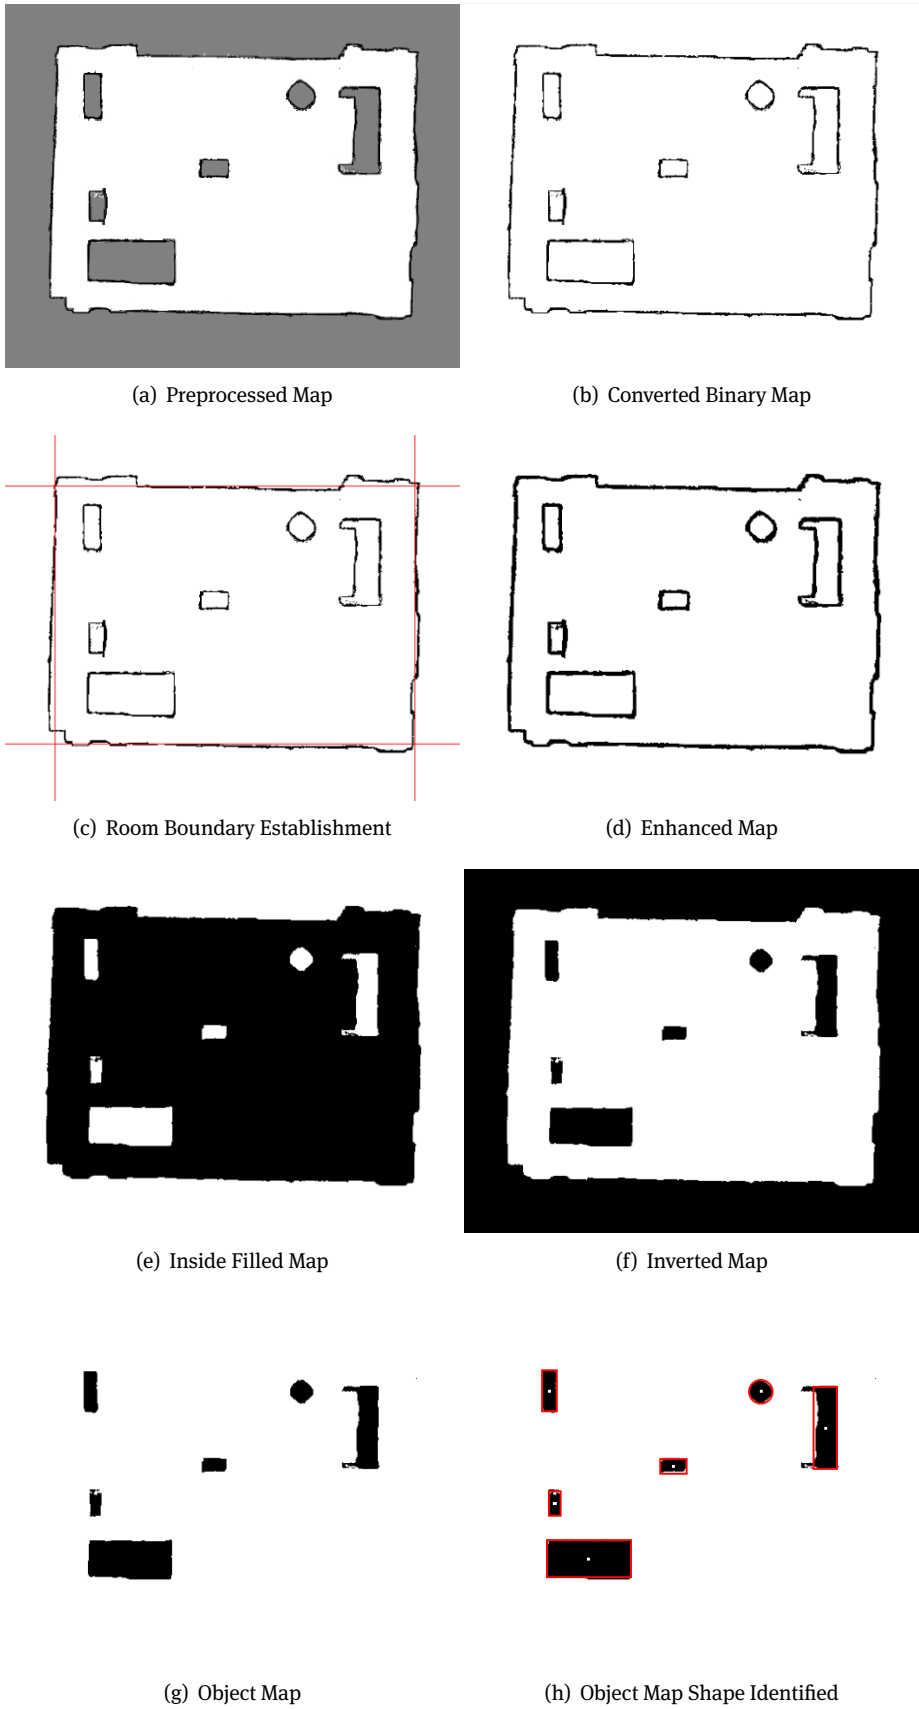 (a) Preprocessed Map
(b) Converted Binary Map
(c) Room Boundary Establishment
(d) Enhanced Map
(e) Inside Filled Map
(f) Inverted Map
(g) Object Map
(h) Object Map Shape Identified